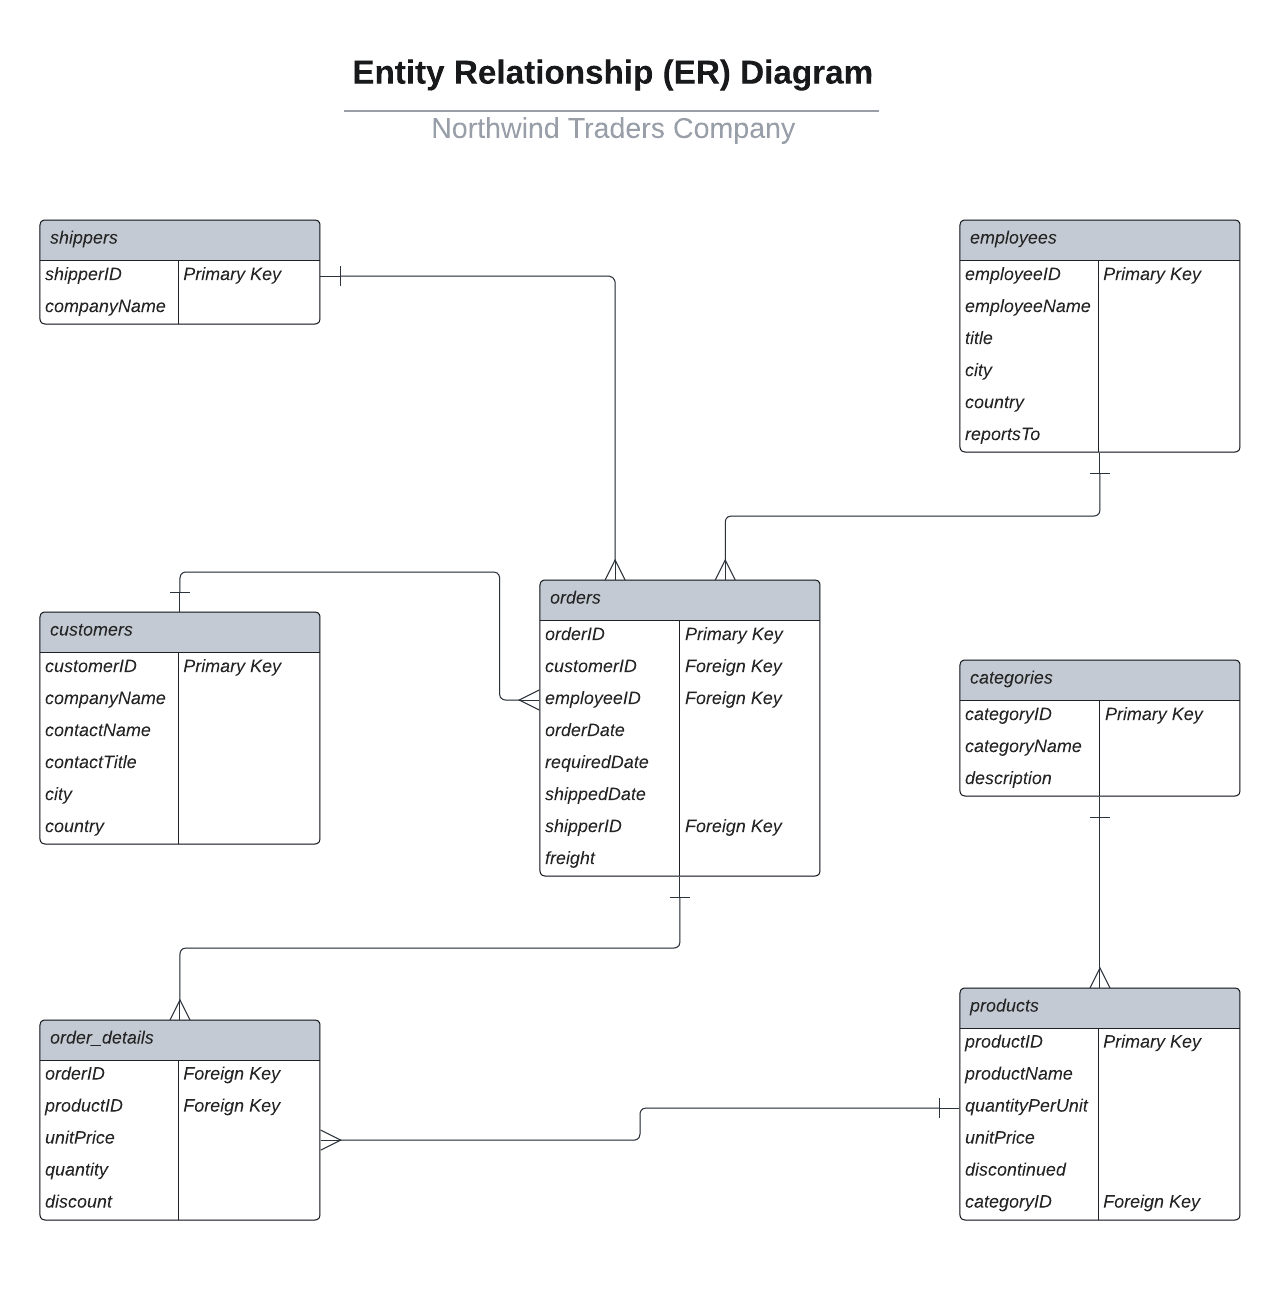 Entity Relationship (ER) Diagram
Northwind Traders Company
shippers
shipperID Primary Key
companyName
employees
employeeID Primary Key
employeeName
title
city
country
reportsTo
customers
customerID Primary Key
companyName
contactName
contactTitle
city
country
orders
orderID Primary Key
customerID Foreign Key
employeeID Foreign Key
orderDate
requiredDate
shippedDate
shipperID Foreign Key
freight
categories
categoryID Primary Key
categoryName
description
order_details
orderID Foreign Key
productID Foreign Key
unitPrice
quantity
discount
products
productID Primary Key
productName
quantityPerUnit
unitPrice
discontinued
categoryID Foreign Key